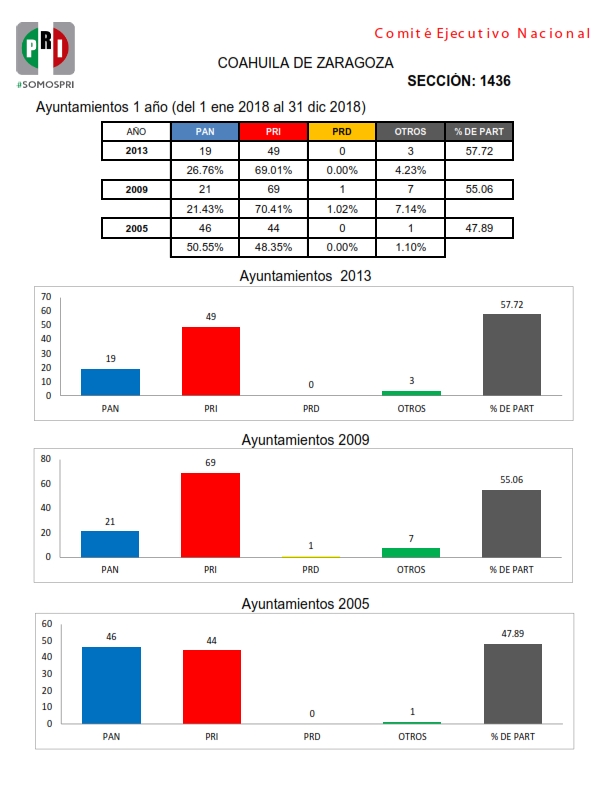 Comité Ejecutivo Nacional
PRI
#SOMOSPRI
COAHUILA DE ZARAGOZA
SECCIÓN: 1436
Ayuntamientos 1 año (del 1 ene 2018 al 31 dic 2018)
AÑO PAN PRI PRD OTROS % DE PART
2013 19 49 0 3 57.72
26.76% 69.01% 0.00% 4.23%
2009 21 69 1 7 55.06
21.43% 70.41% 1.02% 7.14%
2005 46 44 0 1 47.89
50.55% 48.35% 0.00% 1.10%
Ayuntamientos 2013
70
60
50
40
30
20
10
0
19 49 0 3 57.72
PAN PRI PRD OTROS % DE PART
Ayuntamientos 2009
80
60
40
20
0
21 69 1 7 55.06
PAN PRI PRD OTROS % DE PART
Ayuntamientos 2005
60
50
40
30
20
10
0
46 44 0 1 47.89
PAN PRI PRD OTROS % DE PART